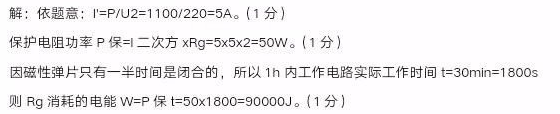 解：依题意：I'=P/U2=1100/220=5A。(1分)
保护电阻功率 P 保=I 二次方 xRg=5x5x2=50W。(1分)
因磁性弹片只有一半时间是闭合的，所以 1h 内工作电路实际工作时间 t=30min=1800s
则 Rg 消耗的电能 W=P 保 t=50x1800=90000J。(1分)